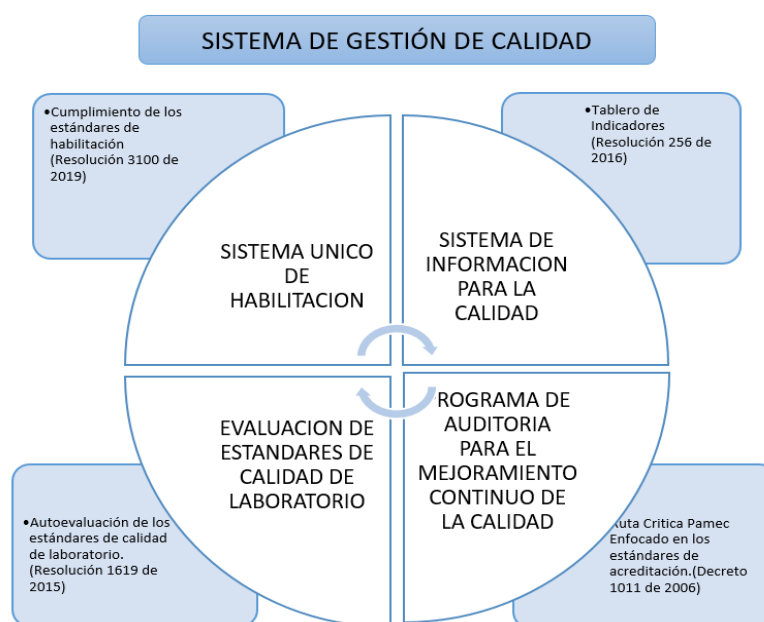 SISTEMA DE GESTIÓN DE CALIDAD
•Cumplimiento de los
estándares de
habilitación
(Resolución 3100 de
2019)
•Tablero de
Indicadores
(Resolución 256 de
2016)
SISTEMA UNICO
DE
HABILITACION
SISTEMA DE
INFORMACION
PARA LA
CALIDAD
EVALUACION DE
ESTANDARES DE
CALIDAD DE
LABORATORIO
ROGRAMA DE
AUDITORIA
PARA EL
MEJORAMIENTO
CONTINUO DE
LA CALIDAD
•Autoevaluación de los
estándares de calidad
de laboratorio.
(Resolución 1619 de
2015)
uta Critica Pamec
Enfocado en los
estándares de
acreditación.(Decreto
1011 de 2006)